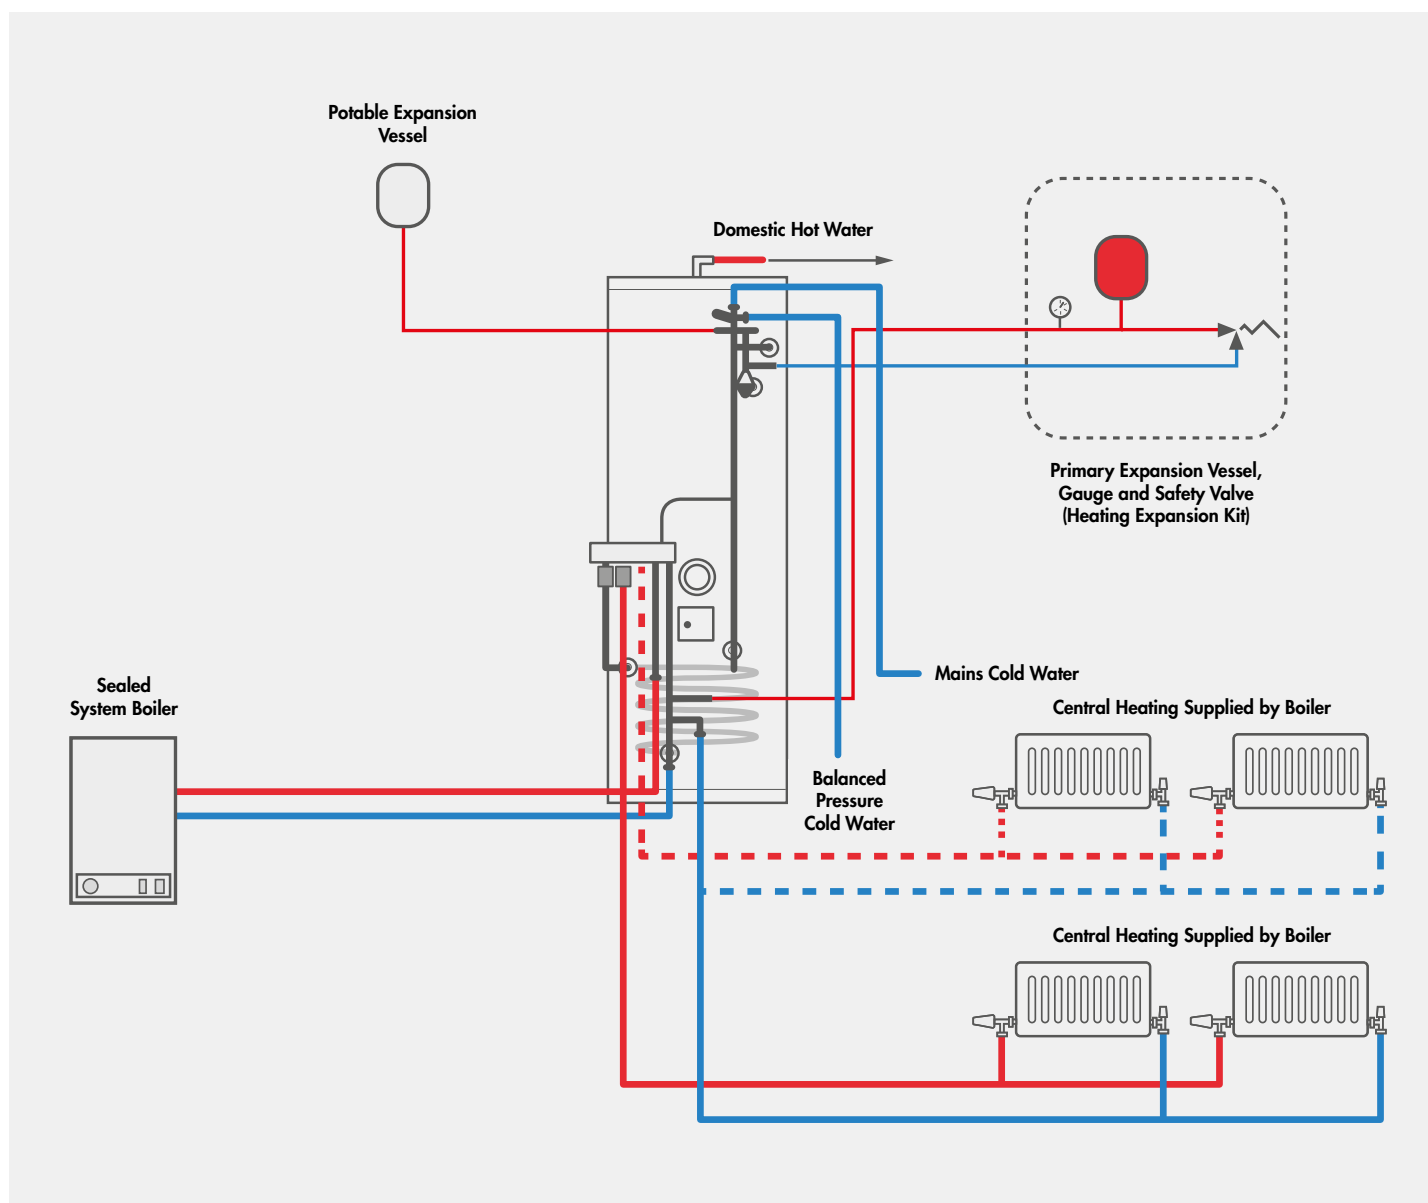 Potable Expansion
Vessel
Domestic Hot Water
Primary Expansion Vessel,
Gauge and Safety Valve
(Heating Expansion Kit)
Mains Cold Water
Sealed
System Boiler
Central Heating Supplied by Boiler
Balanced
Pressure
Cold Water
Central Heating Supplied by Boiler